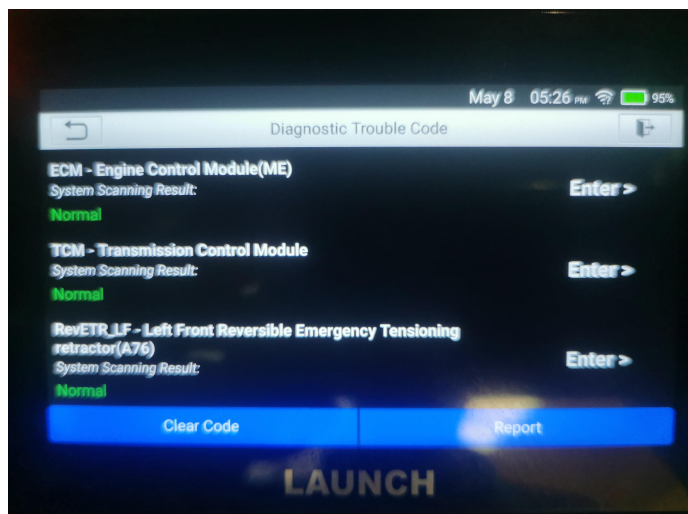 May 8 05:26 PM 95%
Diagnostic Trouble Code
ECM - Engine Control Module(ME)
System Scanning Result:
Enter >
Normal
TCM - Transmission Control Module
System Scanning Result:
Enter >
Normal
RevETR_LF - Left Front Reversible Emergency Tensioning
retractor(A76)
System Scanning Result:
Enter >
Normal
Clear Code Report
LAUNCH